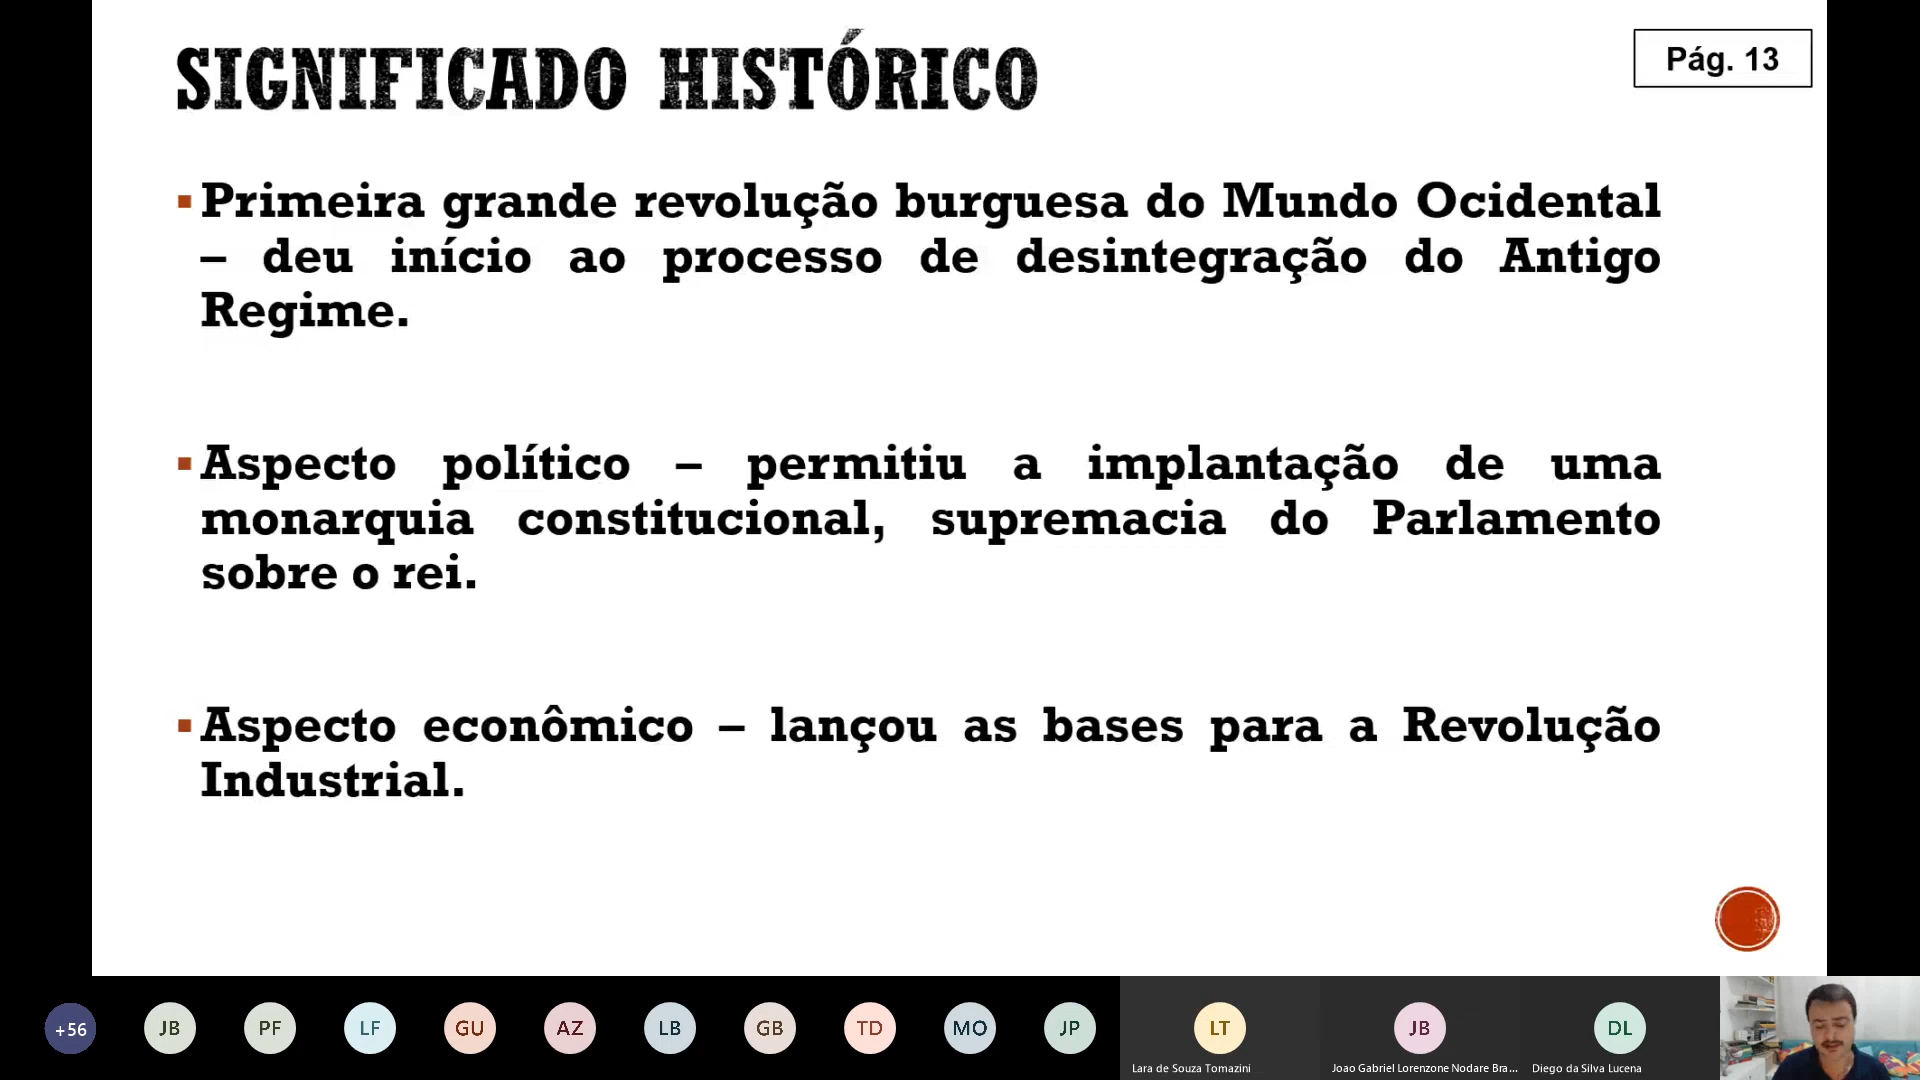 SIGNIFICADO HISTÓRICO
Pág. 13
▪Primeira grande revolução burguesa do Mundo Ocidental
– deu início ao processo de desintegração do Antigo
Regime.
▪Aspecto político – permitiu a implantação de uma
monarquia constitucional, supremacia do Parlamento
sobre o rei.
▪Aspecto econômico – lançou as bases para a Revolução
Industrial.
+56 JB PF LF GU AZ LB GB TD MO JP LT JB DL
Lara de Souza Tomazini Joao Gabriel Lorenzone Nodare Bra... Diego da Silva Lucena